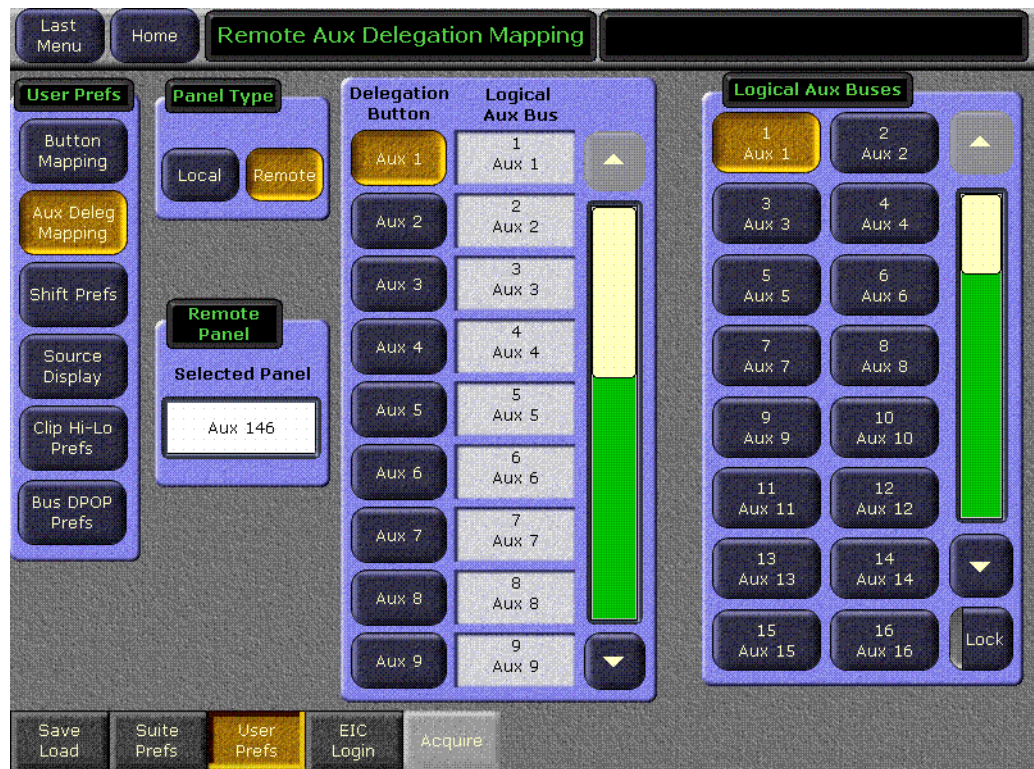 Last
Menu
Home
Remote Aux Delegation Mapping
User Prefs
Button
Mapping
Aux Deleg
Mapping
Shift Prefs
Source
Display
Clip Hi-Lo
Prefs
Bus DPOP
Prefs
Panel Type
Local
Remote
Remote
Panel
Selected Panel
Aux 146
Delegation
Button
Logical
Aux Bus
Aux 1
1
Aux 1
Aux 2
2
Aux 2
Aux 3
3
Aux 3
Aux 4
4
Aux 4
Aux 5
5
Aux 5
Aux 6
6
Aux 6
Aux 7
7
Aux 7
Aux 8
8
Aux 8
Aux 9
9
Aux 9
Logical Aux Buses
1
Aux 1
2
Aux 2
3
Aux 3
4
Aux 4
5
Aux 5
6
Aux 6
7
Aux 7
8
Aux 8
9
Aux 9
10
Aux 10
11
Aux 11
12
Aux 12
13
Aux 13
14
Aux 14
15
Aux 15
16
Aux 16
Lock
Save
Load
Suite
Prefs
User
Prefs
EIC
Login
Acquire